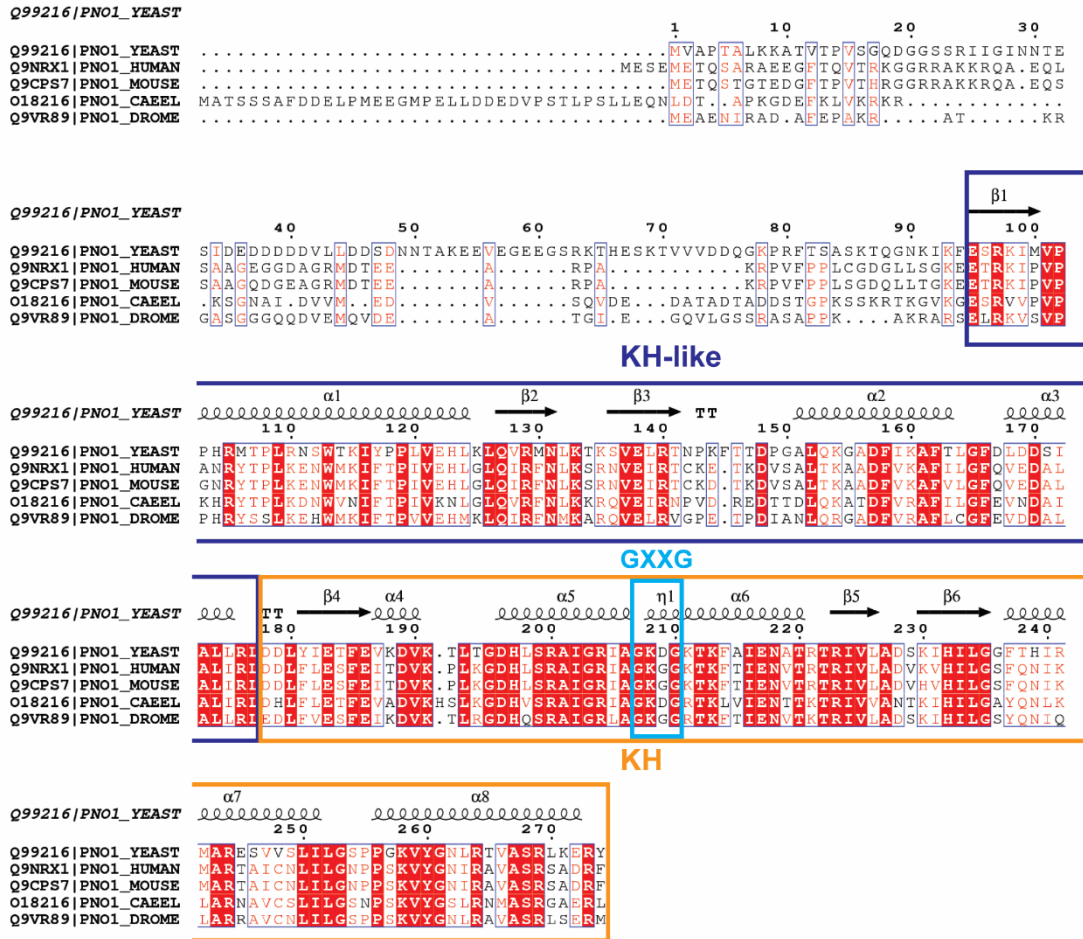 Q99216|PNO1_YEAST
1 10 20 30
Q99216|PNO1_YEAST ......................................MVAPTALKKATVTPVSGQDGGSSRIIGINNTE
Q9NRX1|PNO1_HUMAN ..................................MESEMETQSARAEEGFTQVTRKGGRRAKKRQA.EQL
Q9CPS7|PNO1_MOUSE ......................................METQSTGTEDGFTPVTHRGGRRAKKRQA.EQS
O18216|PNO1_CAEEL MATSSSAFDDELPMEEGMPELLDDEDVPSTLPSLLEQNLDT..APKGDEFKLVKRKR.............
Q9VR89|PNO1_DROME ......................................MEAENIRAD.AFEPAKR.....AT......KR
Q99216|PNO1_YEAST
β1
40 50 60 70 80 90 100
Q99216|PNO1_YEAST SIDEDDDDDVLLDDSDNNTAKEEVEGEEGSRKTHESKTVVVDDQGKPRFTSASKTQGNKIKFESRKIMVP
Q9NRX1|PNO1_HUMAN SAAGEGGDAGRMDTEE.......A......RPA............KRPVFPPLCGDGLLSGKEETRKIPVP
Q9CPS7|PNO1_MOUSE SAAGQDGEAGRMDTEE.......A......RPA............KRPVFPPLSGDQLLTGKEETRKIPVP
O18216|PNO1_CAEEL .KSGNAI.DVVM.ED........V......SQVDE...DATADTADDSTGPKSSKRTKGVKGESRVVPVP
Q9VR89|PNO1_DROME GASGGGQQDVEMQVD........A.......TGI.E...GQVLGSSRASAPPK....AKRARSELRKVSVP
KH-like
α1 β2 β3 TT α2 α3
110 120 130 140 150 160 170
Q99216|PNO1_YEAST
Q99216|PNO1_YEAST PHRMTPLRNSWTKIYPPLVEHLKLQVRMNLKTKSVELRTNPKFTTDPGALQKGADFIKAFTLGFDLDDSI
Q9NRX1|PNO1_HUMAN ANRYTPLKENWMKIFTPIVEHLGLQIRFNLKSRNVEIRTCKE.TKDVSALTKAADFVKAFILGFQVEDAL
Q9CPS7|PNO1_MOUSE GNRYTPLKENWMKIFTPIVEHLGLQIRFNLKSRNVEIRTCKD.TKDVSALTKAADFVKAFVLGFQVEDAL
O18216|PNO1_CAEEL KHRYTPLKDNWVNIFTPIVKNLGLQVRFNLKKRQVEIRNPVD.REDTTDLQKATDFVRAFILGFEVNDAI
Q9VR89|PNO1_DROME PHRYSSLKEHWMKIFTPVVEHMKLQIRFNMKARQVELRVGPE.TPDIANLQRGADFVRAFLCGFEVDDAL
GXXG
TT β4 α4 α5 η1 α6 β5 β6
Q99216|PNO1_YEAST
180 190 200 210 220 230 240
Q99216|PNO1_YEAST ALLRLDDLYIETFEVKDVK.TLTGDHLSRAIGRIAGKDGKTKFAIENATRTRIVLADSKIHILGGFTHIR
Q9NRX1|PNO1_HUMAN ALIRLDDLFLESFEITDVK.PLKGDHLSRAIGRIAGKGGKTKFTIENVTRTRIVLADVKVHILGSFQNIK
Q9CPS7|PNO1_MOUSE ALIRLDDLFLESFEITDVK.PLKGDHLSRAIGRIAGKGGKTKFTIENVTRTRIVLADVHVHILGSFQNIK
O18216|PNO1_CAEEL ALIRLDHLFLETFEVADVKHSLKGDHVSRAIGRIAGKDGRTKLVIENTTKTRIVVANTKIHILGAYQNLK
Q9VR89|PNO1_DROME ALLRLEDLFVESFEIKDVK.TLRGDHQSRAIGRLAGKGGRTKFTIENVTKTRIVLADSKIHILGSYQNIQ
KH
α7 α8
Q99216|PNO1_YEAST
250 260 270
Q99216|PNO1_YEAST MARESVVSLILGSPPGKVYGNLRTVASRLKERY
Q9NRX1|PNO1_HUMAN MARTAICNLILGNPPSKVYGNIRAVASRSADRF
Q9CPS7|PNO1_MOUSE MARTAICNLILGNPPSKVYGNIRAVASRSADRF
O18216|PNO1_CAEEL LARNAVCSLILGSNPSKVYGSLRNMASRGAERL
Q9VR89|PNO1_DROME LARRAVCNLILGSPPSKVYGNLRAVASRLSERM